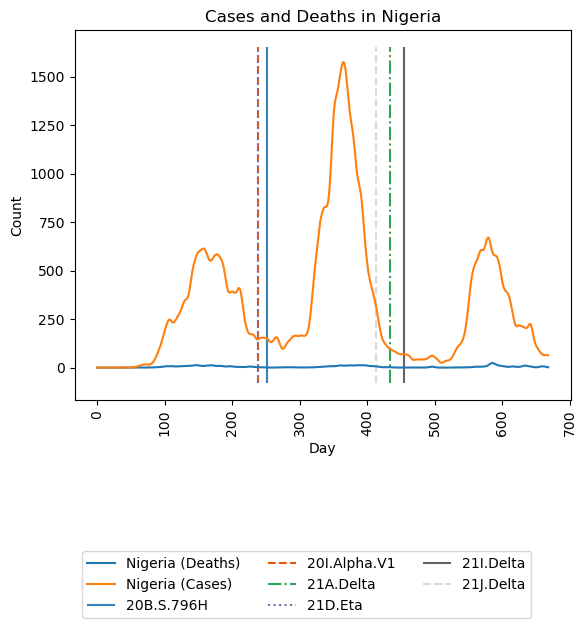 Cases and Deaths in Nigeria
Count
1500
1250
1000
750
500
250
0
0 100 200 300 400 500 600 700
Day
Nigeria (Deaths) 20I.Alpha.V1 21I.Delta
Nigeria (Cases) 21A.Delta 21J.Delta
20B.S.796H 21D.Eta